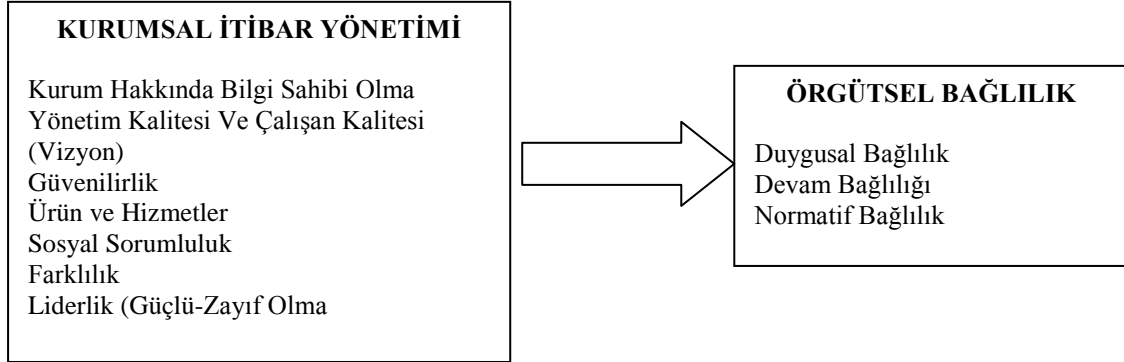 KURUMSAL İTİBAR YÖNETİMİ
Kurum Hakkında Bilgi Sahibi Olma
Yönetim Kalitesi Ve Çalışan Kalitesi
(Vizyon)
Güvenilirlik
Ürün ve Hizmetler
Sosyal Sorumluluk
Farklılık
Liderlik (Güçlü-Zayıf Olma
ÖRGÜTSEL BAĞLILIK
Duygusal Bağlılık
Devam Bağlılığı
Normatif Bağlılık